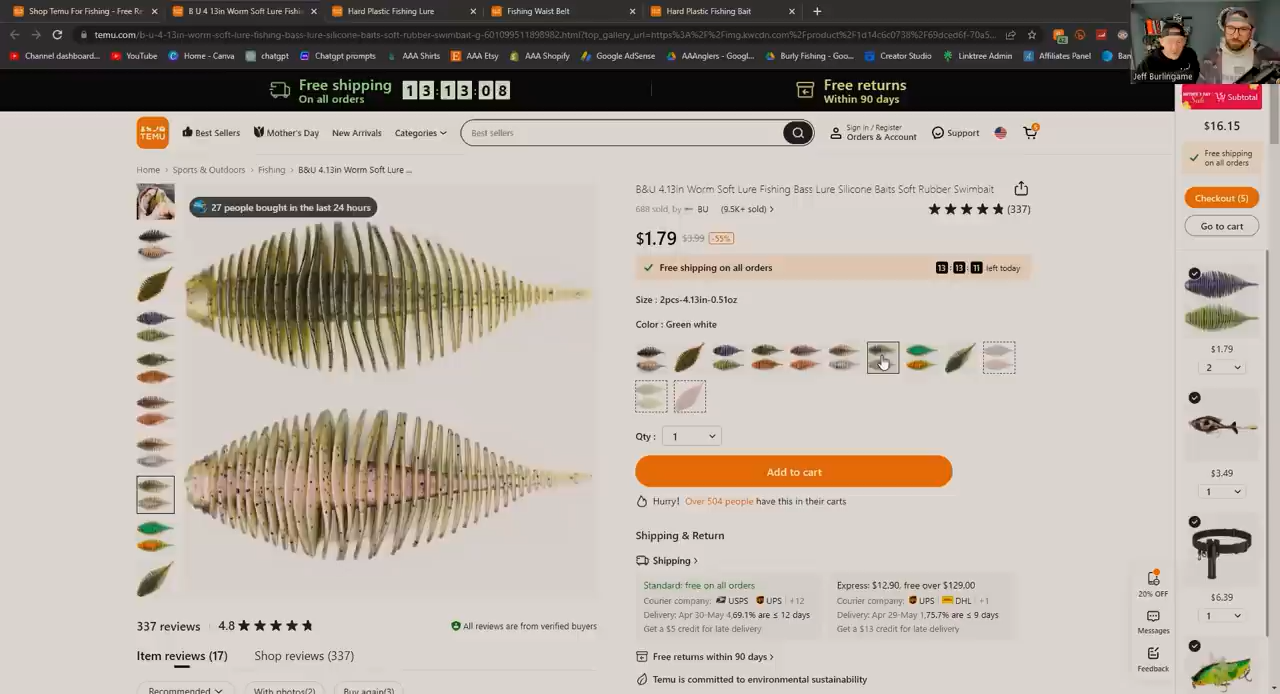 Shop Temu For Fishing - Free Re
B U 4 13in Worm Soft Lure Fishin
Hard Plastic Fishing Lure
Fishing Waist Belt
Hard Plastic Fishing Bait
temu.com/b-u-4-13in-worm-soft-lure-fishing-bass-lure-silicone-baits-soft-rubber-swimbait-g-601099511898982.html?top_gallery_url=https%3A%2F%2Fimg.kwcdn.com%2Fproduct%2F1d14c6c0738%2F69dced6f-70a5...
Channel dashboard...
YouTube
Home - Canva
chatgpt
Chatgpt prompts
AAA Shirts
AAA Etsy
AAA Shopify
Google AdSense
AAAnglers - Googl...
Burly Fishing - Goo...
Creator Studio
Linktree Admin
Affiliates Panel
Jeff Burlingame
Free shipping
On all orders
13:13:08
Free returns
Within 90 days
TEMU
Best Sellers
Mother's Day
New Arrivals
Categories
Best sellers
Sign in / Register
Orders & Account
Support
Subtotal
$16.15
Free shipping
on all orders
Checkout (5)
Go to cart
Home > Sports & Outdoors > Fishing > B&U 4.13in Worm Soft Lure ...
27 people bought in the last 24 hours
B&U 4.13in Worm Soft Lure Fishing Bass Lure Silicone Baits Soft Rubber Swimbait
688 sold, by BU (9.5K+ sold) >
(337)
$1.79 $3.99 -55%
Free shipping on all orders
13:13:11 left today
Size : 2pcs-4.13in-0.51oz
Color : Green white
Qty : 1
Add to cart
Hurry! Over 504 people have this in their carts
Shipping & Return
Shipping >
Standard: free on all orders
Courier company: USPS UPS +12
Delivery: Apr 30-May 4, 69.1% are ≤ 12 days
Get a $5 credit for late delivery
Express: $12.90, free over $129.00
Courier company: UPS DHL +1
Delivery: Apr 29-May 1, 75.7% are ≤ 9 days
Get a $13 credit for late delivery
Free returns within 90 days >
Temu is committed to environmental sustainability
337 reviews
4.8
All reviews are from verified buyers
Item reviews (17)
Shop reviews (337)
Recommended
With photos(2)
Buy again(3)
$1.79
2
$3.49
1
$6.39
1
20% OFF
Messages
Feedback